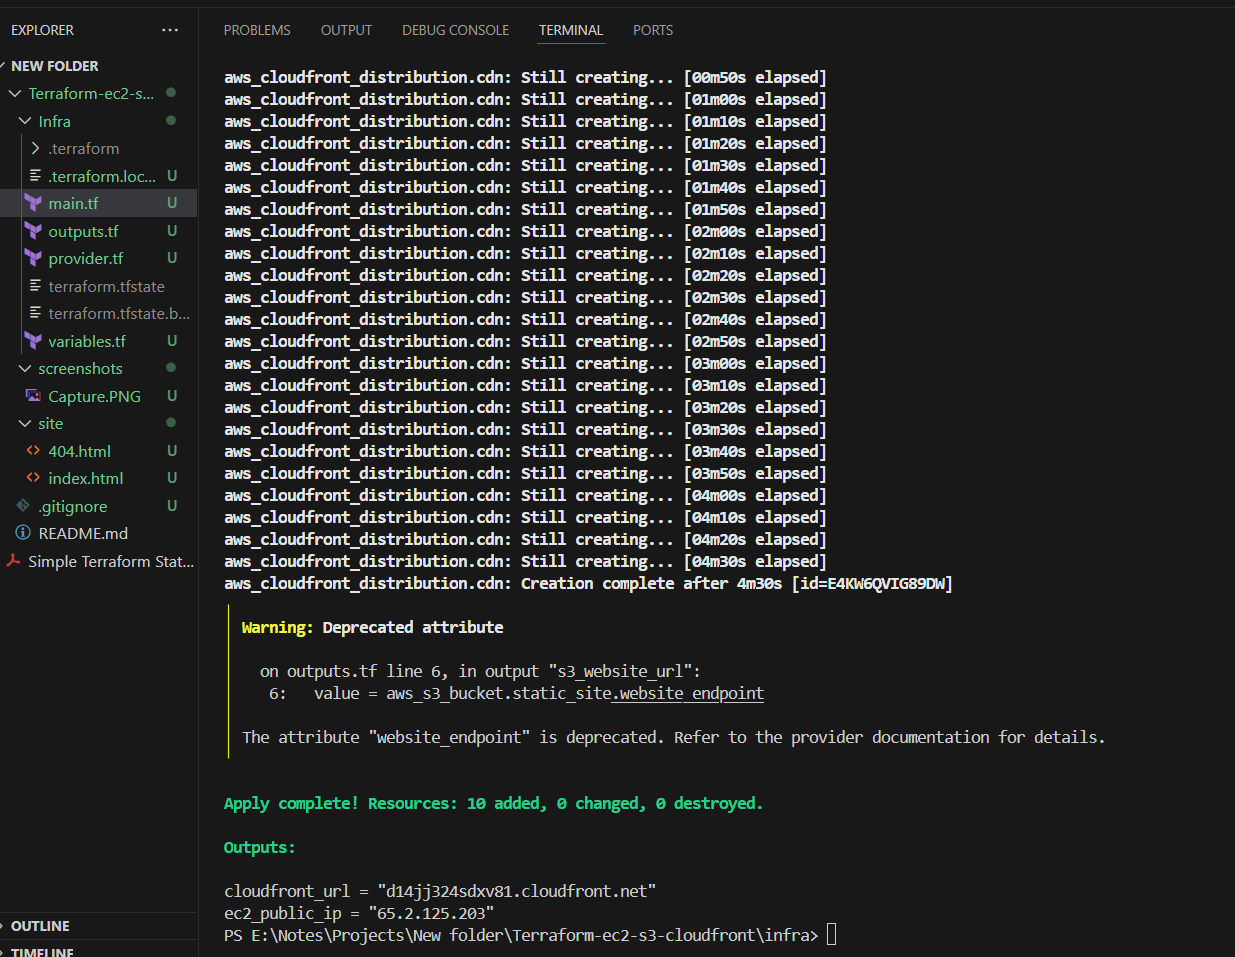 EXPLORER
...
NEW FOLDER
Terraform-ec2-s...
Infra
.terraform
.terraform.loc... U
main.tf U
outputs.tf U
provider.tf U
terraform.tfstate
terraform.tfstate.b...
variables.tf U
screenshots
Capture.PNG U
site
404.html U
index.html U
.gitignore U
README.md
Simple Terraform Stat...
OUTLINE
TIMELINE
PROBLEMS OUTPUT DEBUG CONSOLE TERMINAL PORTS
aws_cloudfront_distribution.cdn: Still creating... [00m50s elapsed]
aws_cloudfront_distribution.cdn: Still creating... [01m00s elapsed]
aws_cloudfront_distribution.cdn: Still creating... [01m10s elapsed]
aws_cloudfront_distribution.cdn: Still creating... [01m20s elapsed]
aws_cloudfront_distribution.cdn: Still creating... [01m30s elapsed]
aws_cloudfront_distribution.cdn: Still creating... [01m40s elapsed]
aws_cloudfront_distribution.cdn: Still creating... [01m50s elapsed]
aws_cloudfront_distribution.cdn: Still creating... [02m00s elapsed]
aws_cloudfront_distribution.cdn: Still creating... [02m10s elapsed]
aws_cloudfront_distribution.cdn: Still creating... [02m20s elapsed]
aws_cloudfront_distribution.cdn: Still creating... [02m30s elapsed]
aws_cloudfront_distribution.cdn: Still creating... [02m40s elapsed]
aws_cloudfront_distribution.cdn: Still creating... [02m50s elapsed]
aws_cloudfront_distribution.cdn: Still creating... [03m00s elapsed]
aws_cloudfront_distribution.cdn: Still creating... [03m10s elapsed]
aws_cloudfront_distribution.cdn: Still creating... [03m20s elapsed]
aws_cloudfront_distribution.cdn: Still creating... [03m30s elapsed]
aws_cloudfront_distribution.cdn: Still creating... [03m40s elapsed]
aws_cloudfront_distribution.cdn: Still creating... [03m50s elapsed]
aws_cloudfront_distribution.cdn: Still creating... [04m00s elapsed]
aws_cloudfront_distribution.cdn: Still creating... [04m10s elapsed]
aws_cloudfront_distribution.cdn: Still creating... [04m20s elapsed]
aws_cloudfront_distribution.cdn: Still creating... [04m30s elapsed]
aws_cloudfront_distribution.cdn: Creation complete after 4m30s [id=E4KW6QVIG89DW]
Warning: Deprecated attribute
on outputs.tf line 6, in output "s3_website_url":
6: value = aws_s3_bucket.static_site.website_endpoint
The attribute "website_endpoint" is deprecated. Refer to the provider documentation for details.
Apply complete! Resources: 10 added, 0 changed, 0 destroyed.
Outputs:
cloudfront_url = "d14jj324sdxv81.cloudfront.net"
ec2_public_ip = "65.2.125.203"
PS E:\Notes\Projects\New folder\Terraform-ec2-s3-cloudfront\infra>